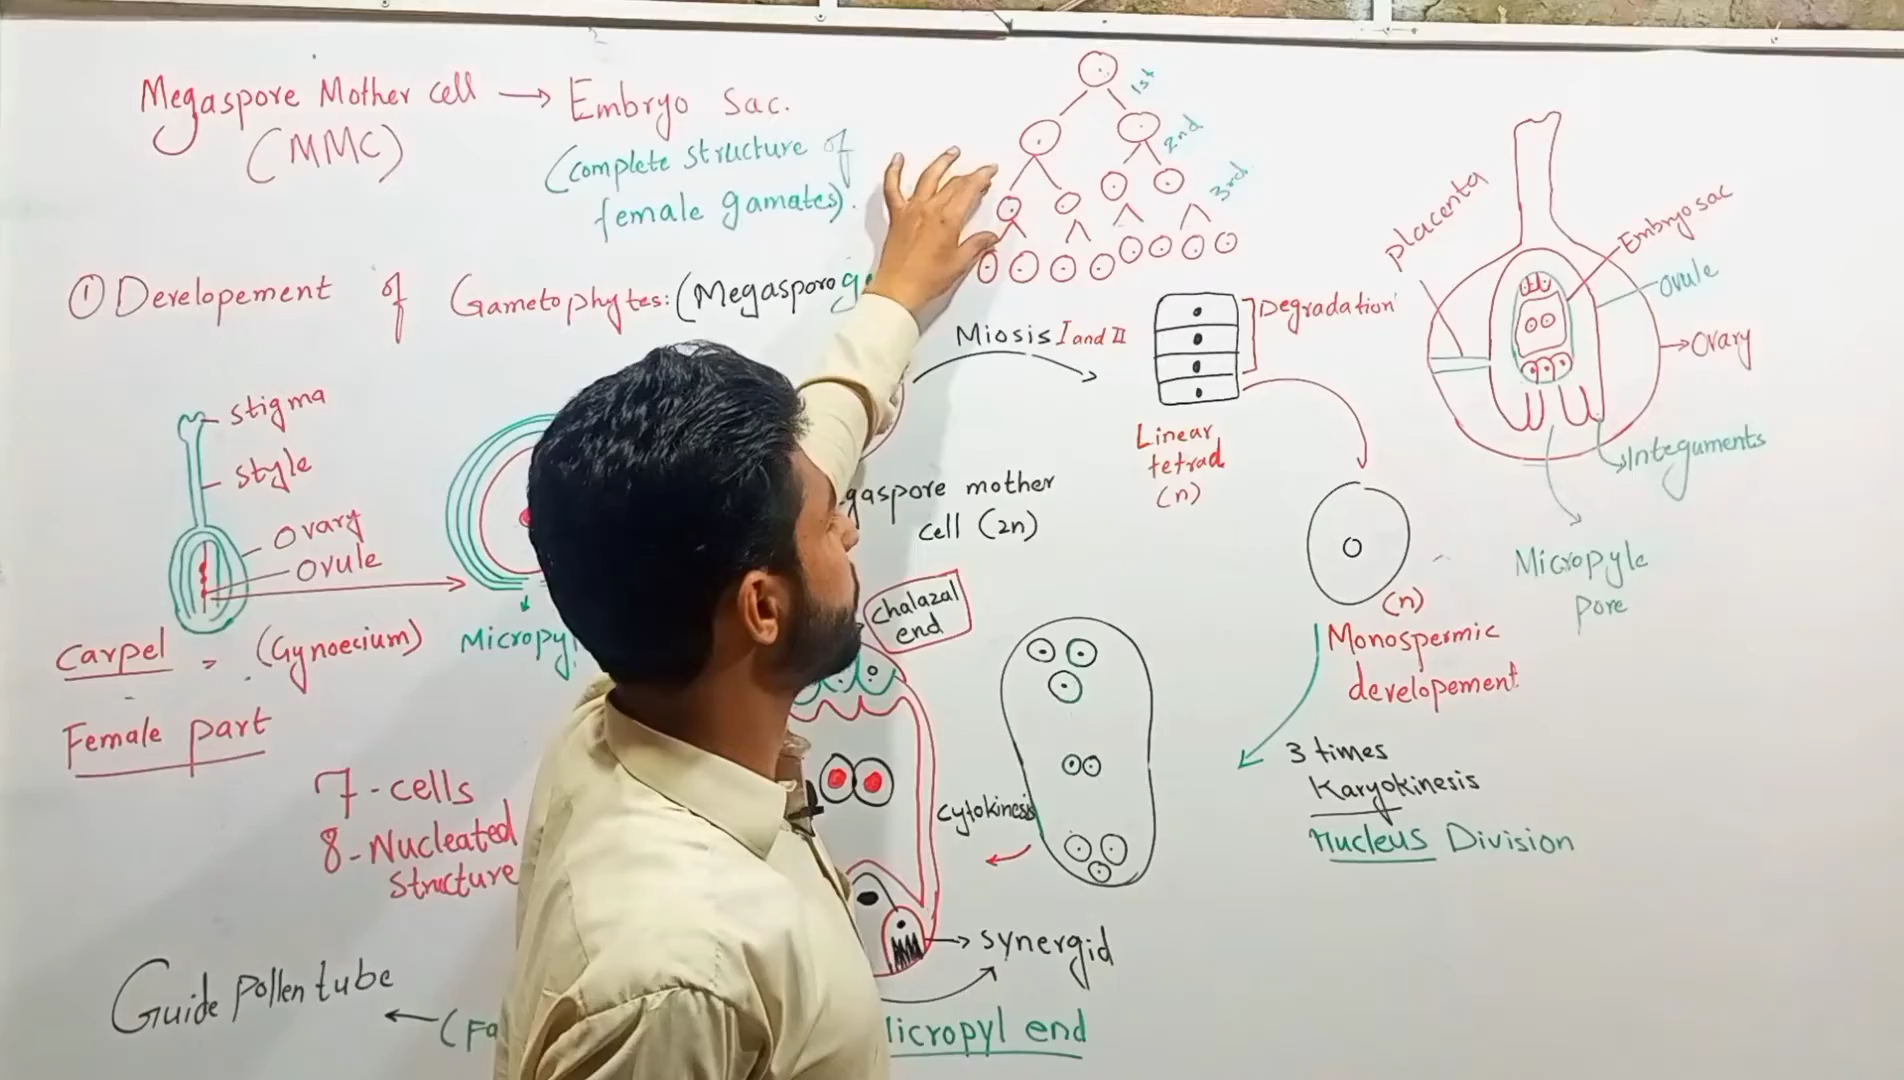 Megaspore Mother cell → Embryo Sac.
(MMC)
(complete structure of
female gamates).
1st
2nd
3rd
① Developement of Gametophytes: (Megasporog
Miosis I and II
Degradation
Linear
tetrad
(n)
gaspore mother
cell (2n)
stigma
style
Ovary
Ovule
Carpel = (Gynoecium)
Female part
Micropyl
chalazal
end
7 - cells
8 - Nucleated
structure
cytokinesis
(n)
Monospermic
developement
3 times
Karyokinesis
Nucleus Division
placenta
Embryo sac
Ovule
Ovary
Integuments
Micropyle
pore
synergid
Guide pollen tube
← (Fa
icropyl end